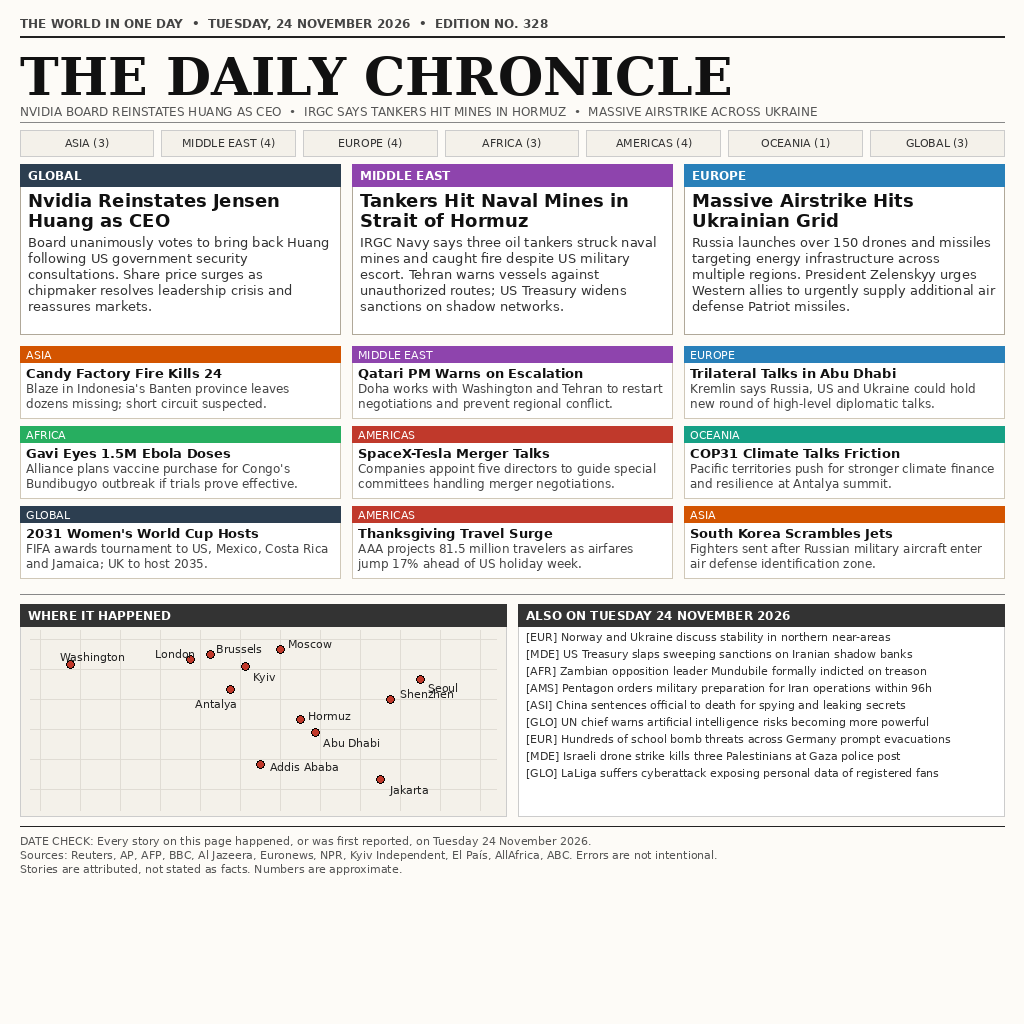 THE WORLD IN ONE DAY • TUESDAY, 24 NOVEMBER 2026 • EDITION NO. 328
THE DAILY CHRONICLE
NVIDIA BOARD REINSTATES HUANG AS CEO • IRGC SAYS TANKERS HIT MINES IN HORMUZ • MASSIVE AIRSTRIKE ACROSS UKRAINE
ASIA (3)
MIDDLE EAST (4)
EUROPE (4)
AFRICA (3)
AMERICAS (4)
OCEANIA (1)
GLOBAL (3)
GLOBAL
Nvidia Reinstates Jensen
Huang as CEO
Board unanimously votes to bring back Huang
following US government security
consultations. Share price surges as
chipmaker resolves leadership crisis and
reassures markets.
MIDDLE EAST
Tankers Hit Naval Mines in
Strait of Hormuz
IRGC Navy says three oil tankers struck naval
mines and caught fire despite US military
escort. Tehran warns vessels against
unauthorized routes; US Treasury widens
sanctions on shadow networks.
EUROPE
Massive Airstrike Hits
Ukrainian Grid
Russia launches over 150 drones and missiles
targeting energy infrastructure across
multiple regions. President Zelenskyy urges
Western allies to urgently supply additional air
defense Patriot missiles.
ASIA
Candy Factory Fire Kills 24
Blaze in Indonesia's Banten province leaves
dozens missing; short circuit suspected.
MIDDLE EAST
Qatari PM Warns on Escalation
Doha works with Washington and Tehran to restart
negotiations and prevent regional conflict.
EUROPE
Trilateral Talks in Abu Dhabi
Kremlin says Russia, US and Ukraine could hold
new round of high-level diplomatic talks.
AFRICA
Gavi Eyes 1.5M Ebola Doses
Alliance plans vaccine purchase for Congo's
Bundibugyo outbreak if trials prove effective.
AMERICAS
SpaceX-Tesla Merger Talks
Companies appoint five directors to guide special
committees handling merger negotiations.
OCEANIA
COP31 Climate Talks Friction
Pacific territories push for stronger climate finance
and resilience at Antalya summit.
GLOBAL
2031 Women's World Cup Hosts
FIFA awards tournament to US, Mexico, Costa Rica
and Jamaica; UK to host 2035.
AMERICAS
Thanksgiving Travel Surge
AAA projects 81.5 million travelers as airfares
jump 17% ahead of US holiday week.
ASIA
South Korea Scrambles Jets
Fighters sent after Russian military aircraft enter
air defense identification zone.
WHERE IT HAPPENED
Washington
London
Brussels
Moscow
Kyiv
Antalya
Seoul
Shenzhen
Hormuz
Abu Dhabi
Addis Ababa
Jakarta
ALSO ON TUESDAY 24 NOVEMBER 2026
[EUR] Norway and Ukraine discuss stability in northern near-areas
[MDE] US Treasury slaps sweeping sanctions on Iranian shadow banks
[AFR] Zambian opposition leader Mundubile formally indicted on treason
[AMS] Pentagon orders military preparation for Iran operations within 96h
[ASI] China sentences official to death for spying and leaking secrets
[GLO] UN chief warns artificial intelligence risks becoming more powerful
[EUR] Hundreds of school bomb threats across Germany prompt evacuations
[MDE] Israeli drone strike kills three Palestinians at Gaza police post
[GLO] LaLiga suffers cyberattack exposing personal data of registered fans
DATE CHECK: Every story on this page happened, or was first reported, on Tuesday 24 November 2026.
Sources: Reuters, AP, AFP, BBC, Al Jazeera, Euronews, NPR, Kyiv Independent, El País, AllAfrica, ABC. Errors are not intentional.
Stories are attributed, not stated as facts. Numbers are approximate.